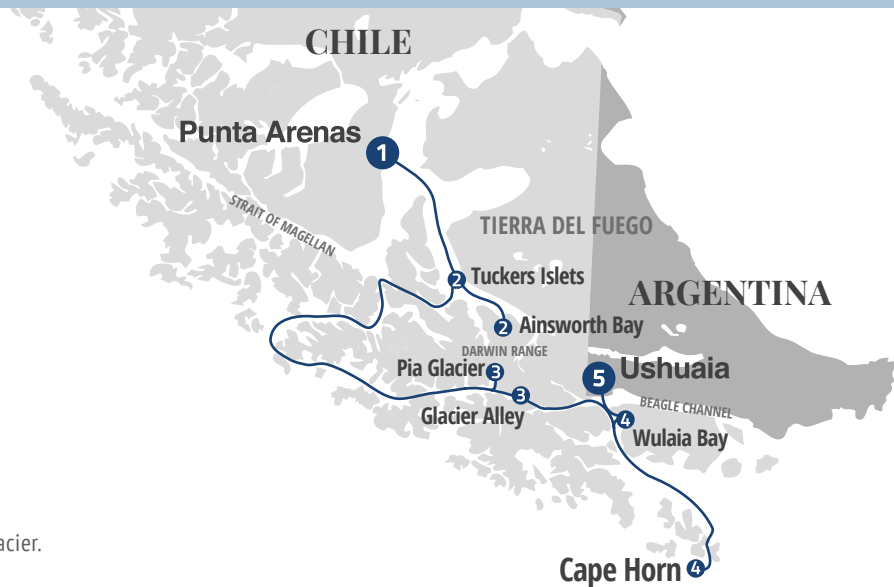 CHILE
Punta Arenas
1
STRAIT OF MAGELLAN
TIERRA DEL FUEGO
2
Tuckers Islets
ARGENTINA
2
Ainsworth Bay
DARWIN RANGE
Pia Glacier
3
5
Ushuaia
3
Glacier Alley
BEAGLE CHANNEL
4
Wulaia Bay
acier.
Cape Horn
4